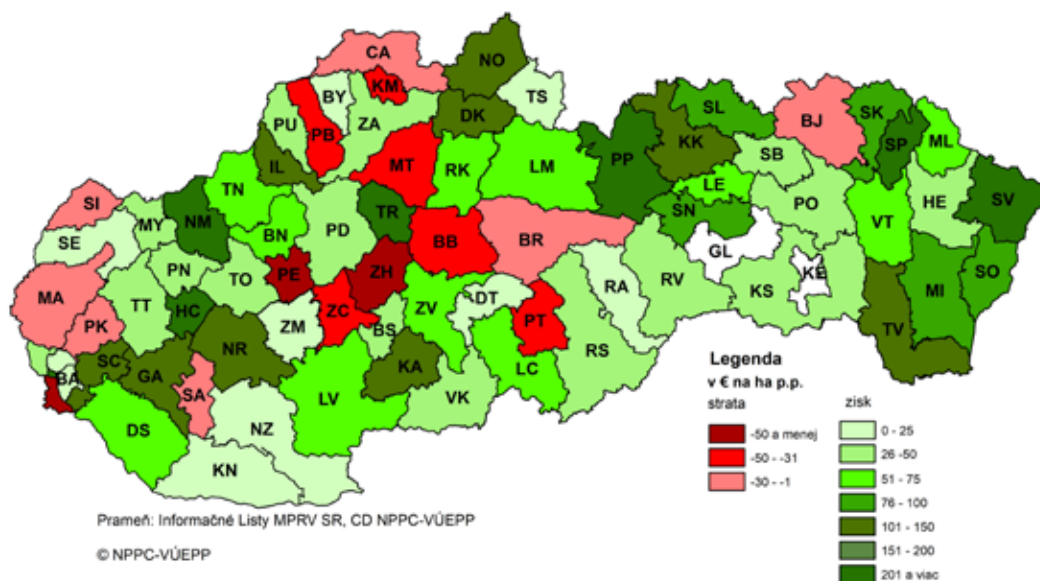 CA
NO
KM
BY
TS
PU
PB
ZA
DK
SL
BJ
SK
SP
ML
IL
MT
RK
LM
PP
KK
SB
HE
TN
LE
SI
MY
NM
TR
SN
PO
VT
SV
SE
BN
PD
BB
BR
GL
PN
TO
PE
ZH
KE
SO
MA
TT
HC
ZM
ZC
BS
ZV
DT
RA
RV
KS
MI
PK
NR
PT
TV
BA
SC
GA
KA
RS
SA
LV
VK
LC
DS
NZ
KN
Legenda
v € na ha p.p.
strata
-50 a menej
-50 - -31
-30 - -1
zisk
0 - 25
26 -50
51 - 75
76 - 100
101 - 150
151 - 200
201 a viac
Prameň: Informačné Listy MPRV SR, CD NPPC-VÚEPP
© NPPC-VÚEPP